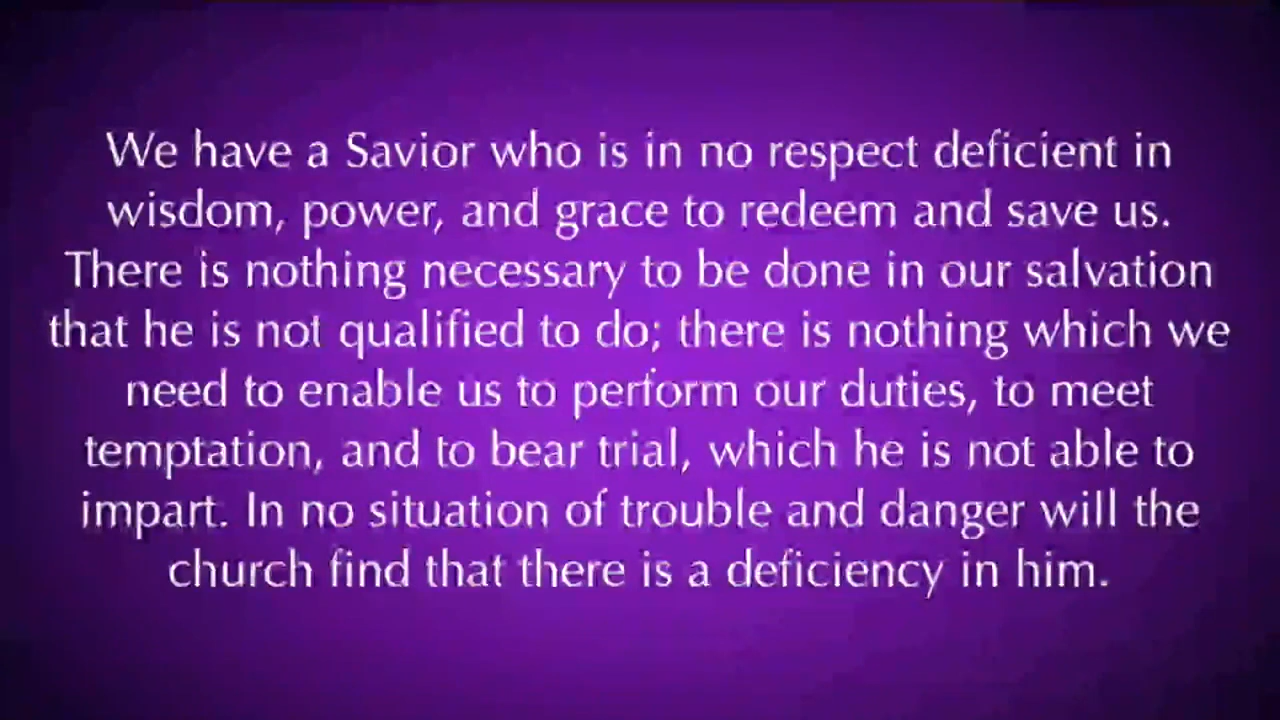 We have a Savior who is in no respect deficient in
wisdom, power, and grace to redeem and save us.
There is nothing necessary to be done in our salvation
that he is not qualified to do; there is nothing which we
need to enable us to perform our duties, to meet
temptation, and to bear trial, which he is not able to
impart. In no situation of trouble and danger will the
church find that there is a deficiency in him.